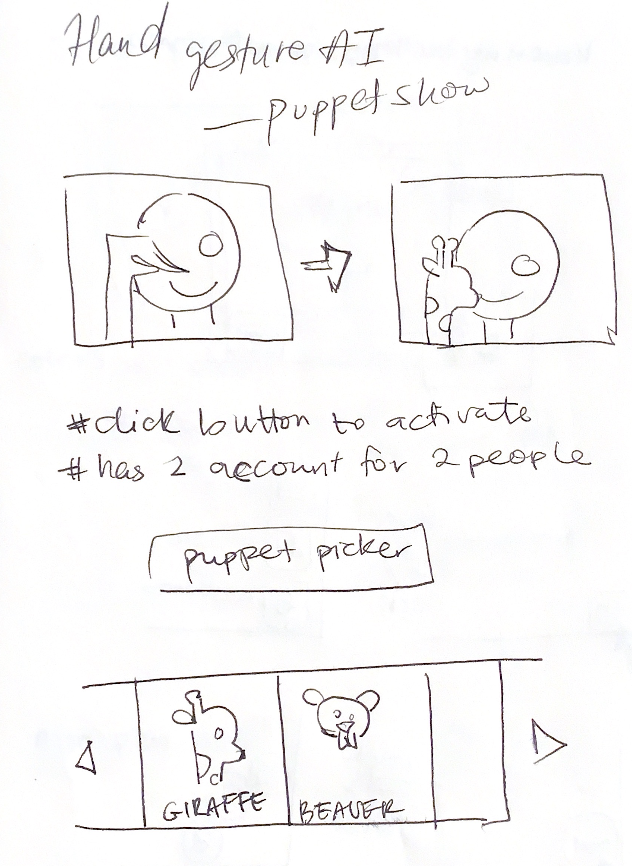 Hand gesture AI
— puppet show
#click button to activate
#has 2 account for 2 people
puppet picker
GIRAFFE
BEAVER